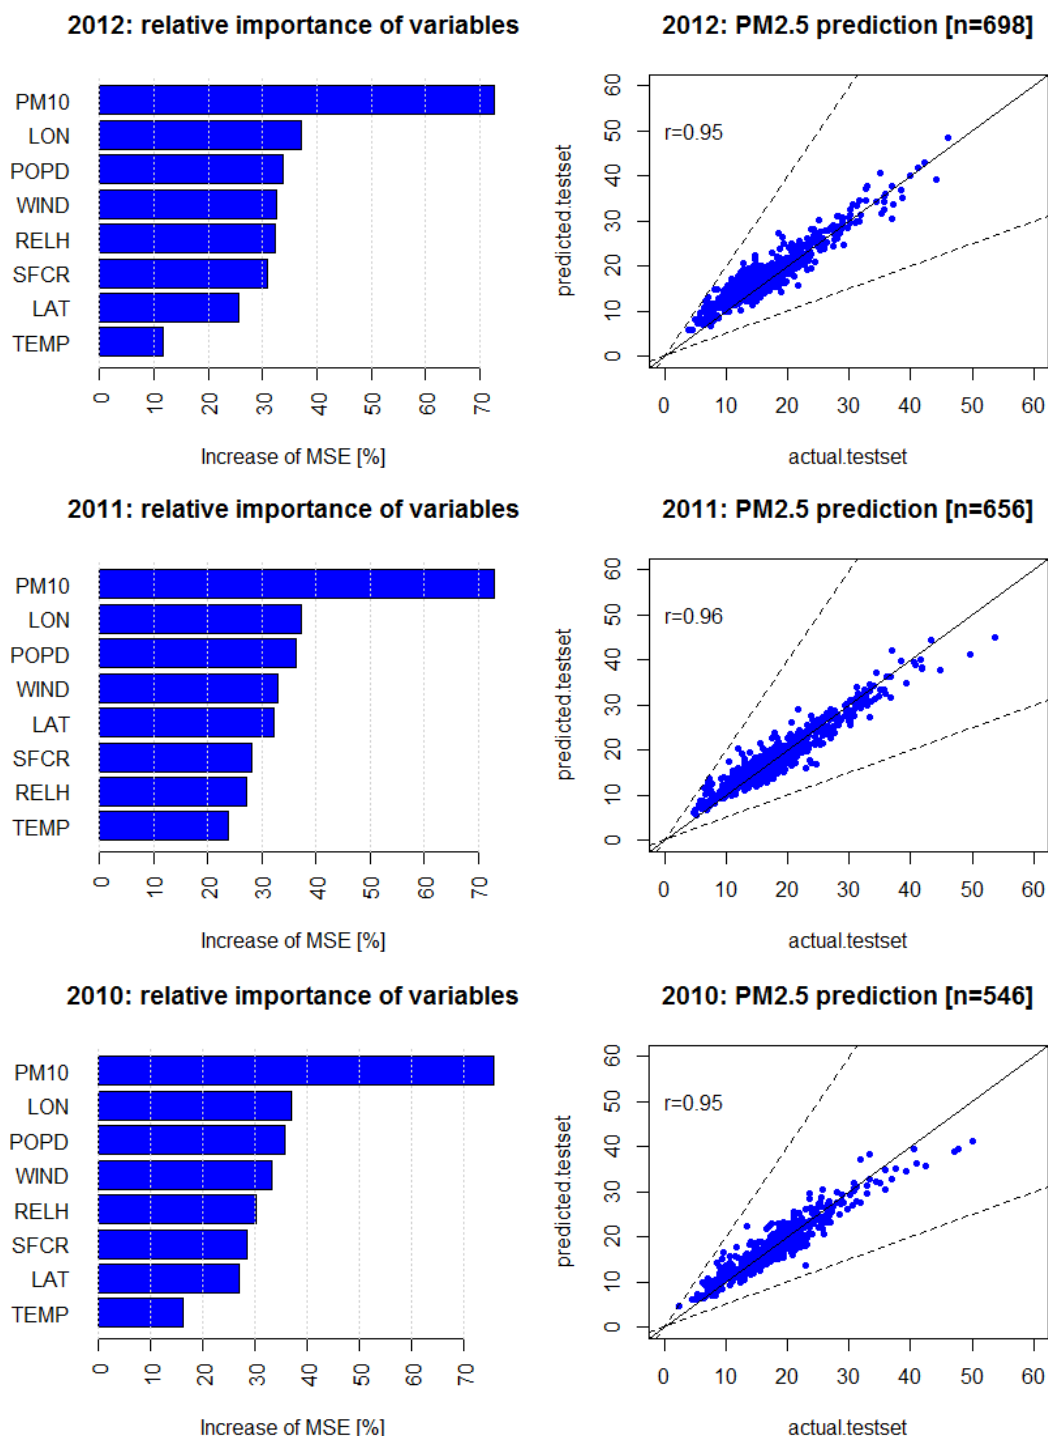 2012: relative importance of variables
PM10
LON
POPD
WIND
RELH
SFCR
LAT
TEMP
0 10 20 30 40 50 60 70
Increase of MSE [%]
2012: PM2.5 prediction [n=698]
r=0.95
predicted.testset
0 10 20 30 40 50 60
0 10 20 30 40 50 60
actual.testset
2011: relative importance of variables
PM10
LON
POPD
WIND
LAT
SFCR
RELH
TEMP
0 10 20 30 40 50 60 70
Increase of MSE [%]
2011: PM2.5 prediction [n=656]
r=0.96
predicted.testset
0 10 20 30 40 50 60
0 10 20 30 40 50 60
actual.testset
2010: relative importance of variables
PM10
LON
POPD
WIND
RELH
SFCR
LAT
TEMP
0 10 20 30 40 50 60 70
Increase of MSE [%]
2010: PM2.5 prediction [n=546]
r=0.95
predicted.testset
0 10 20 30 40 50 60
0 10 20 30 40 50 60
actual.testset